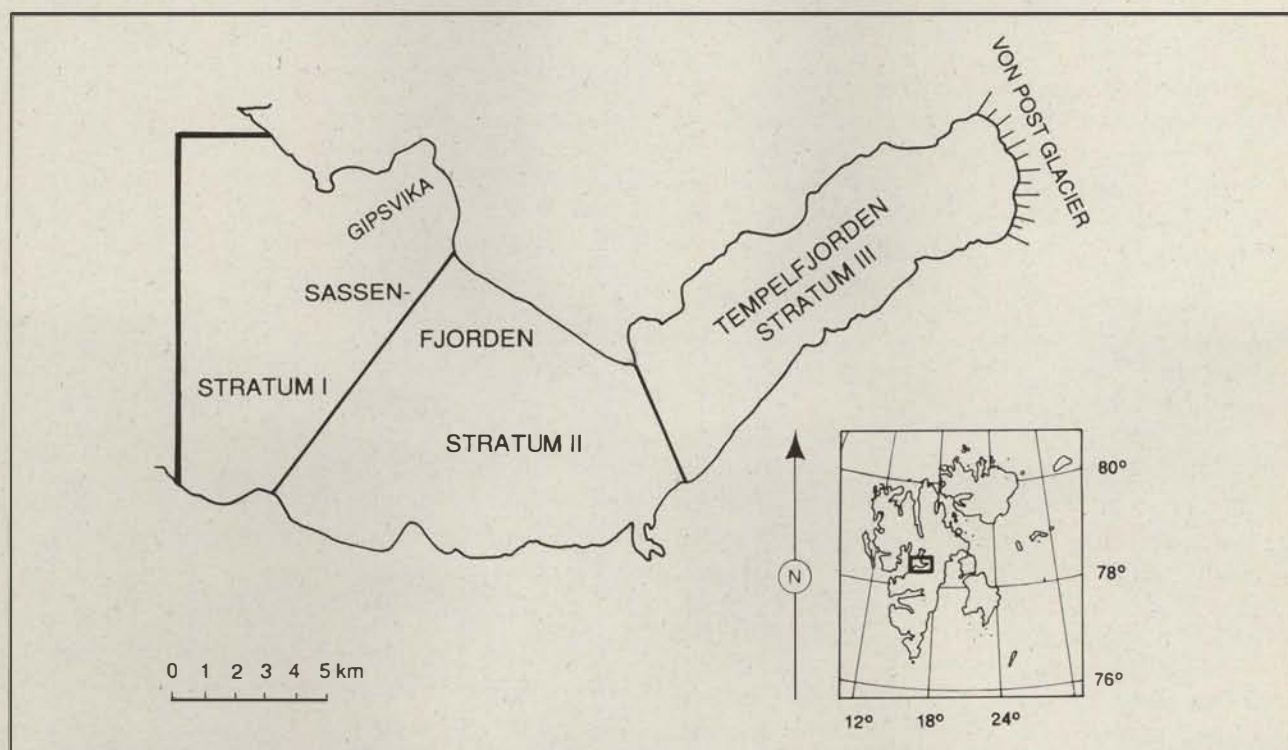 VON POST GLACIER
GIPSVIKA
TEMPELFJORDEN
STRATUM III
SASSEN-
FJORDEN
STRATUM I
STRATUM II
N
80°
78°
76°
12° 18° 24°
0 1 2 3 4 5 km